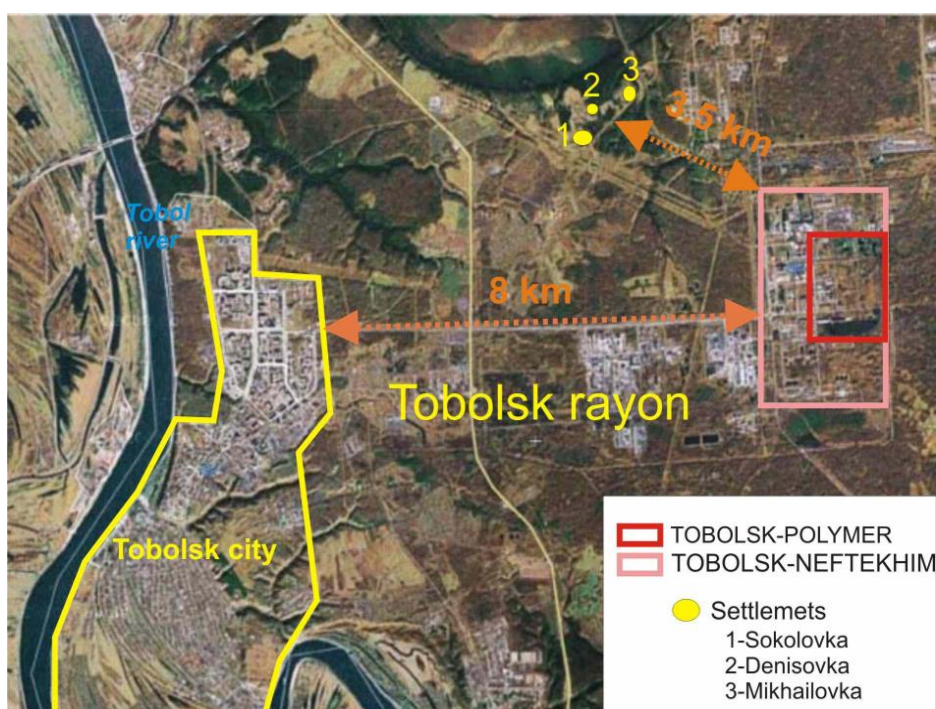 3
2
1
3.5 km
Tobol
river
8 km
Tobolsk rayon
Tobolsk city
TOBOLSK-POLYMER
TOBOLSK-NEFTEKHIM
Settlemets
1-Sokolovka
2-Denisovka
3-Mikhailovka